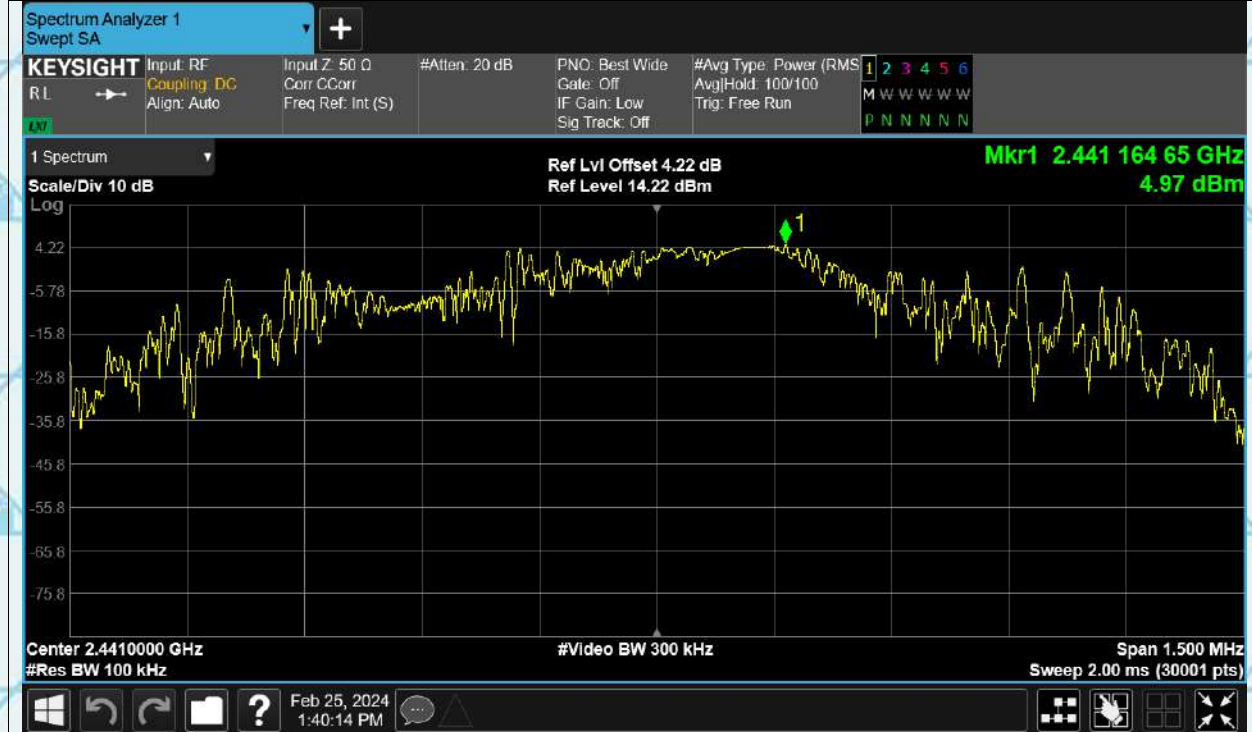 Spectrum Analyzer 1
Swept SA
KEYSIGHT
RL
LXI
Input: RF
Coupling: DC
Align: Auto
Input Z: 50 Ω
Corr CCorr
Freq Ref: Int (S)
#Atten: 20 dB
PNO: Best Wide
Gate: Off
IF Gain: Low
Sig Track: Off
#Avg Type: Power (RMS
Avg|Hold: 100/100
Trig: Free Run
1 2 3 4 5 6
M W W W W W
P N N N N N
1 Spectrum
Scale/Div 10 dB
Log
Ref Lvl Offset 4.22 dB
Ref Level 14.22 dBm
Mkr1 2.441 164 65 GHz
4.97 dBm
1
4.22
-5.78
-15.8
-25.8
-35.8
-45.8
-55.8
-65.8
-75.8
Center 2.4410000 GHz
#Res BW 100 kHz
#Video BW 300 kHz
Span 1.500 MHz
Sweep 2.00 ms (30001 pts)
?
Feb 25, 2024
1:40:14 PM